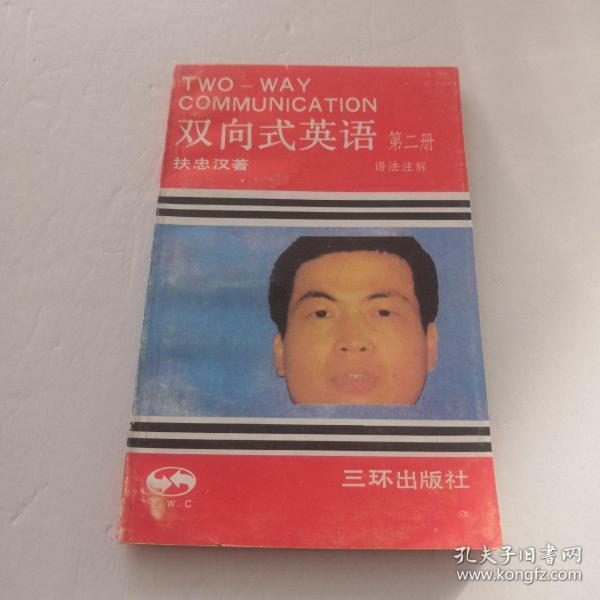 TWO-WAY
COMMUNICATION
双向式英语 第二册
扶忠汉著 语法注解
三环出版社
W.C
孔夫子旧书网
www.kongfz.com